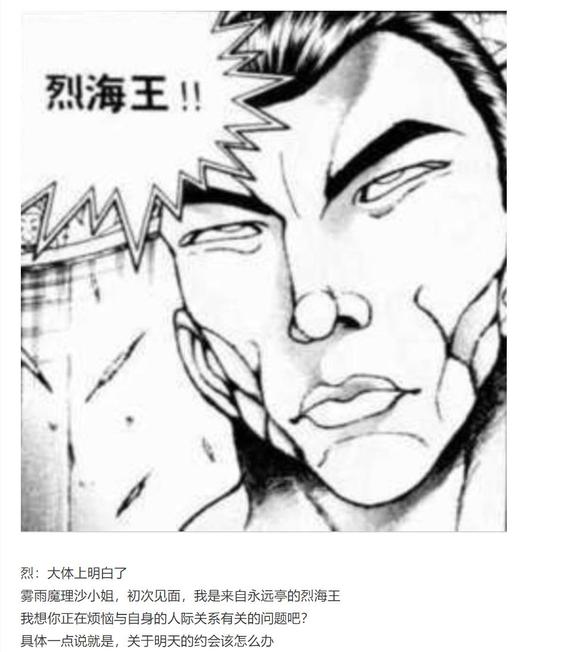 烈海王!!
烈：大体上明白了
雾雨魔理沙小姐，初次见面，我是来自永远亭的烈海王
我想你正在烦恼与自身的人际关系有关的问题吧？
具体一点说就是，关于明天的约会该怎么办